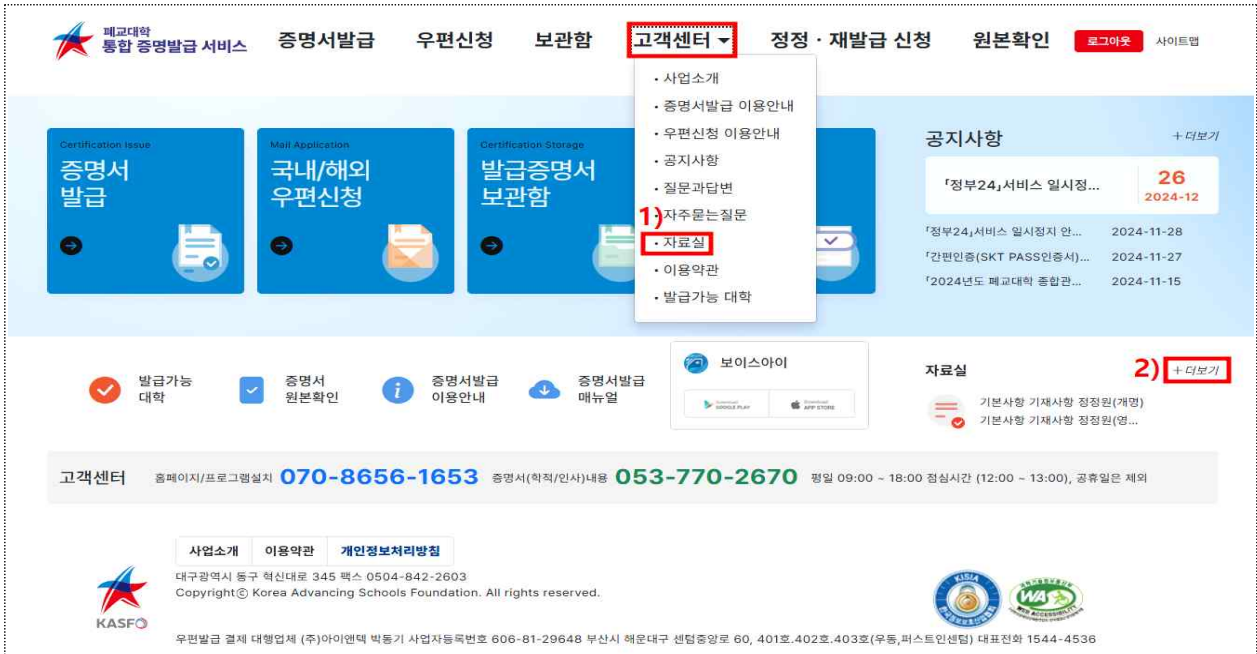 폐교대학
통합 증명발급 서비스
증명서발급 우편신청 보관함 고객센터 정정 · 재발급 신청 원본확인 로그아웃 사이트맵
• 사업소개
• 증명서발급 이용안내
• 우편신청 이용안내
• 공지사항
• 질문과답변
• 자주묻는질문
1)
• 자료실
• 이용약관
• 발급가능 대학
Certification Issue
증명서
발급
Mail Application
국내/해외
우편신청
Certification Storage
발급증명서
보관함
공지사항 +더보기
「정부24」서비스 일시정...
26
2024-12
「정부24」서비스 일시정지 안... 2024-11-28
「간편인증(SKT PASS인증서)... 2024-11-27
「2024년도 폐교대학 종합관... 2024-11-15
발급가능
대학
증명서
원본확인
증명서발급
이용안내
증명서발급
매뉴얼
보이스아이
Download
GOOGLE PLAY
Download
APP STORE
자료실 2) +더보기
기본사항 기재사항 정정원(개명)
기본사항 기재사항 정정원(영...
고객센터 홈페이지/프로그램설치 070-8656-1653 증명서(학적/인사)내용 053-770-2670 평일 09:00 ~ 18:00 점심시간 (12:00 ~ 13:00), 공휴일은 제외
사업소개 이용약관 개인정보처리방침
대구광역시 동구 혁신대로 345 팩스 0504-842-2603
Copyrightⓒ Korea Advancing Schools Foundation. All rights reserved.
KASFO
KISIA
WA
WEB ACCESSIBILITY
우편발급 결제 대행업체 (주)아이앤텍 박동기 사업자등록번호 606-81-29648 부산시 해운대구 센텀중앙로 60, 401호.402호.403호(우동,퍼스트인센텀) 대표전화 1544-4536